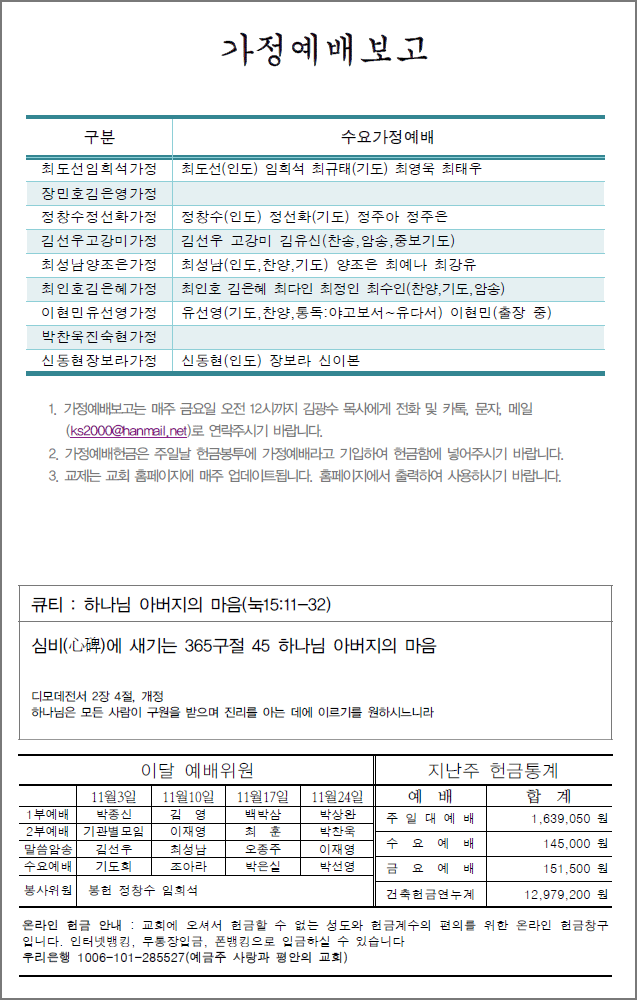 가정예배보고
구분 수요가정예배
최도선임희석가정 최도선(인도) 임희석 최규태(기도) 최영욱 최태우
장민호김은영가정
정창수정선화가정 정창수(인도) 정선화(기도) 정주아 정주은
김선우고강미가정 김선우 고강미 김유신(찬송,암송,중보기도)
최성남양조은가정 최성남(인도,찬양,기도) 양조은 최예나 최강유
최인호김은혜가정 최인호 김은혜 최다인 최정인 최수인(찬양,기도,암송)
이현민유선영가정 유선영(기도,찬양,통독:야고보서~유다서) 이현민(출장 중)
박찬욱진숙현가정
신동현장보라가정 신동현(인도) 장보라 신이본
1. 가정예배보고는 매주 금요일 오전 12시까지 김광수 목사에게 전화 및 카톡, 문자, 메일
(ks2000@hanmail.net)로 연락주시기 바랍니다.
2. 가정예배헌금은 주일날 헌금봉투에 가정예배라고 기입하여 헌금함에 넣어주시기 바랍니다.
3. 교제는 교회 홈페이지에 매주 업데이트됩니다. 홈페이지에서 출력하여 사용하시기 바랍니다.
큐티 : 하나님 아버지의 마음(눅15:11-32)
심비(心碑)에 새기는 365구절 45 하나님 아버지의 마음
디모데전서 2장 4절, 개정
하나님은 모든 사람이 구원을 받으며 진리를 아는 데에 이르기를 원하시느니라
이달 예배위원
11월3일 11월10일 11월17일 11월24일
1부예배 박종신 김 영 백박삼 박상완
2부예배 기관별모임 이재영 최 훈 박찬욱
말씀암송 김선우 최성남 오종주 이재영
수요예배 기도회 조아라 박은실 박선영
봉사위원 봉헌 정창수 임희석
지난주 헌금통계
예 배 합 계
주 일 대 예 배 1,639,050 원
수 요 예 배 145,000 원
금 요 예 배 151,500 원
건축헌금연누계 12,979,200 원
온라인 헌금 안내 : 교회에 오셔서 헌금할 수 없는 성도와 헌금계수의 편의를 위한 온라인 헌금창구
입니다. 인터넷뱅킹, 무통장입금, 폰뱅킹으로 입금하실 수 있습니다
우리은행 1006-101-285527(예금주 사랑과 평안의 교회)